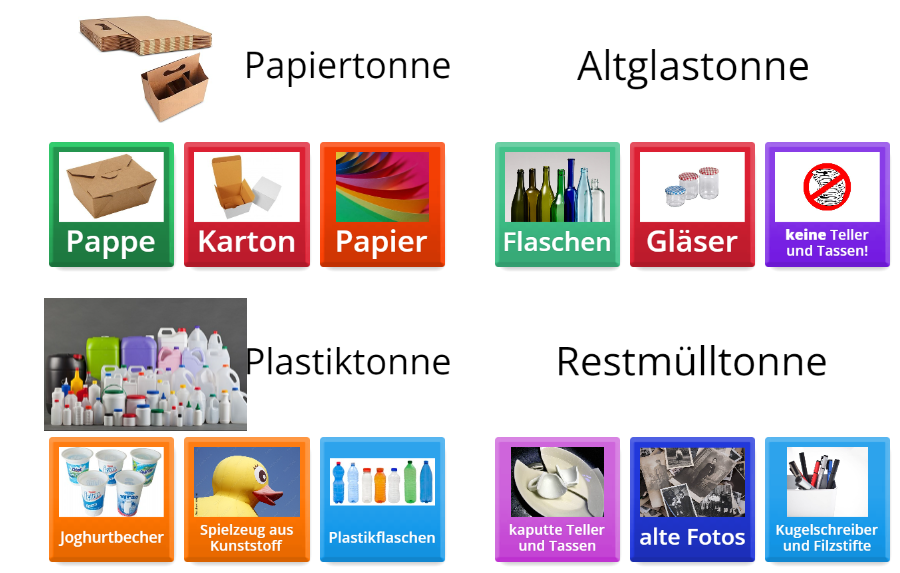 Papiertonne
Altglastonne
Pappe
Karton
Papier
Flaschen
Gläser
keine Teller
und Tassen!
Plastiktonne
Restmülltonne
Joghurtbecher
Spielzeug aus
Kunststoff
Plastikflaschen
kaputte Teller
und Tassen
alte Fotos
Kugelschreiber
und Filzstifte